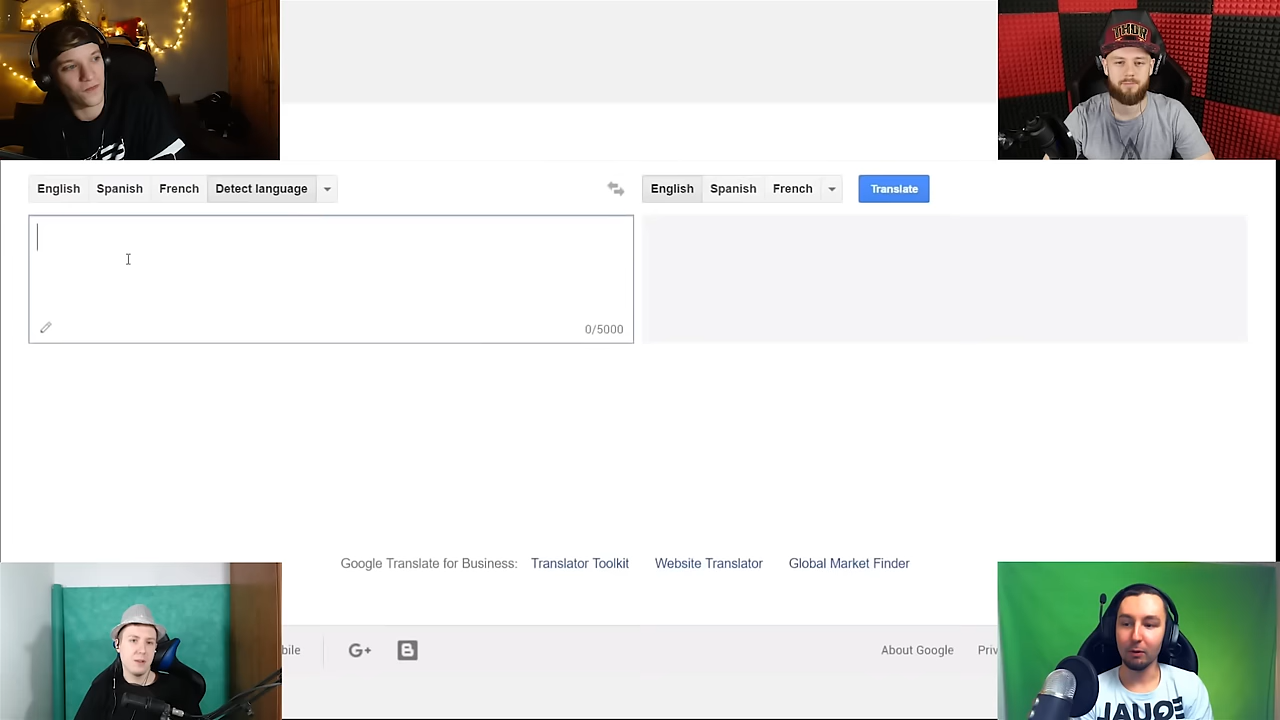 THOR
English Spanish French Detect language
English Spanish French Translate
0/5000
Google Translate for Business: Translator Toolkit Website Translator Global Market Finder
bile G+ B About Google Priv